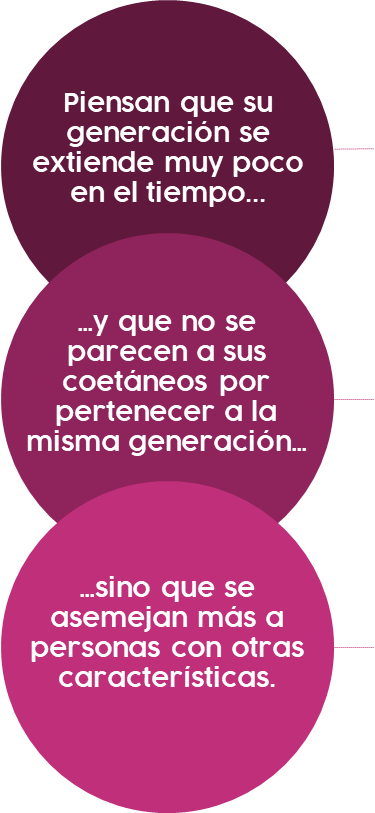 Piensan que su
generación se
extiende muy poco
en el tiempo...
...y que no se
parecen a sus
coetáneos por
pertenecer a la
misma generación...
...sino que se
asemejan más a
personas con otras
características.